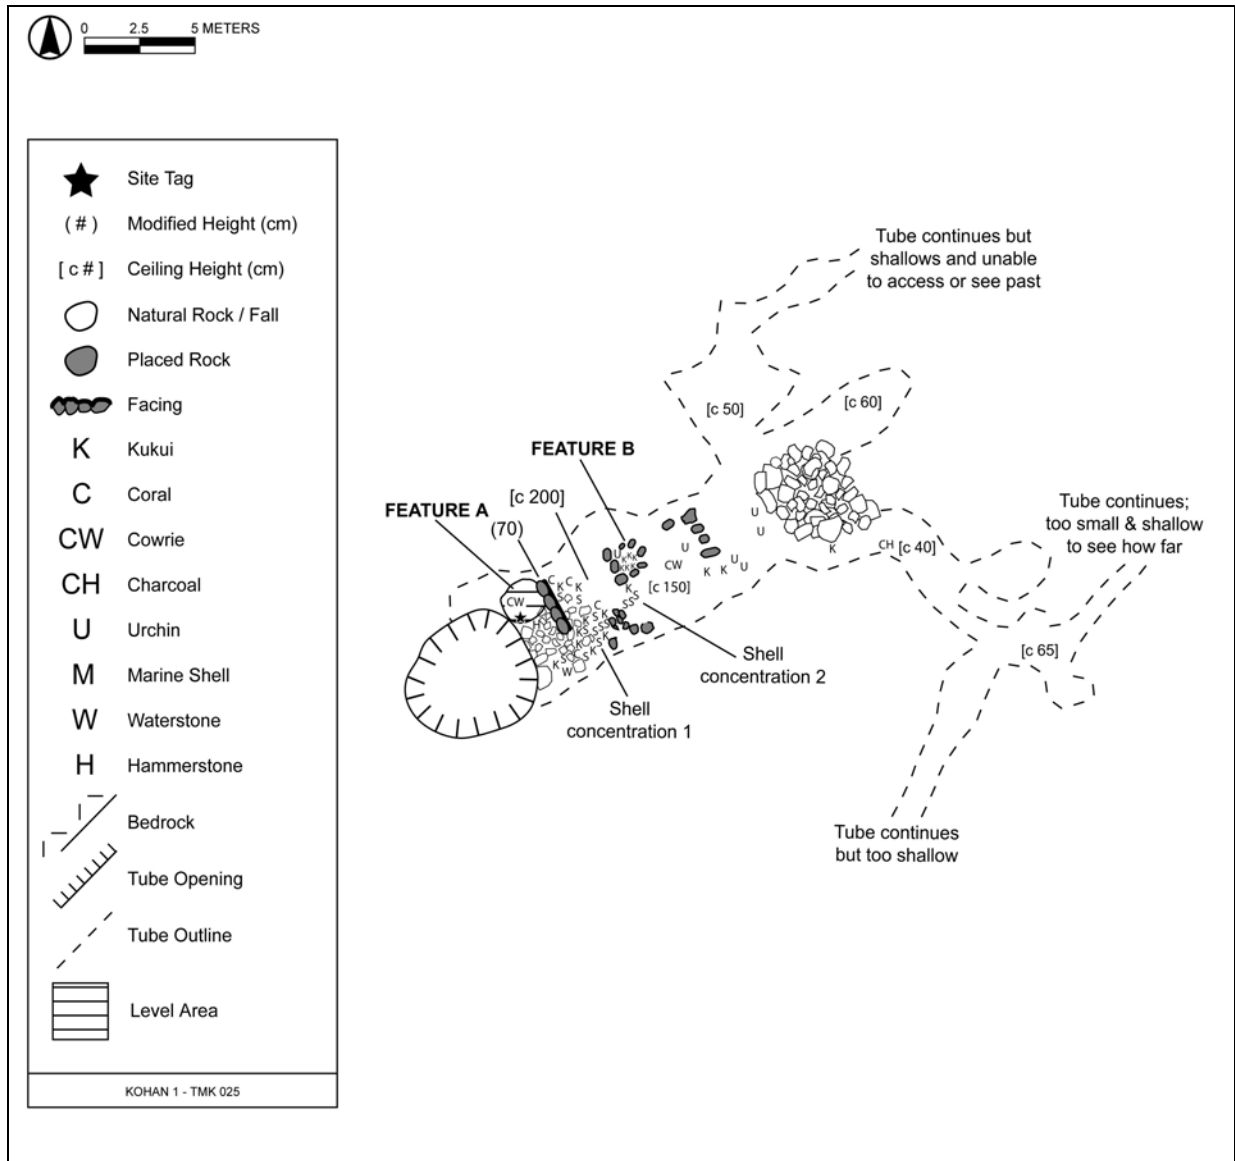 0 2.5 5 METERS
Site Tag
( # ) Modified Height (cm)
[ c # ] Ceiling Height (cm)
Natural Rock / Fall
Placed Rock
Facing
K Kukui
C Coral
CW Cowrie
CH Charcoal
U Urchin
M Marine Shell
W Waterstone
H Hammerstone
Bedrock
Tube Opening
Tube Outline
Level Area
KOHAN 1 - TMK 025
Tube continues but
shallows and unable
to access or see past
[c 50]
[c 60]
FEATURE B
[c 200]
FEATURE A
(70)
Tube continues;
too small & shallow
to see how far
U
U
K
CH [c 40]
U
CW
K K U U
[c 150]
U K K K
K K K
K S
S S
C C
K K
S S
CW
H
C
K S
K S
K S
K S K
K S C S
W
Shell
concentration 2
Shell
concentration 1
[c 65]
Tube continues
but too shallow